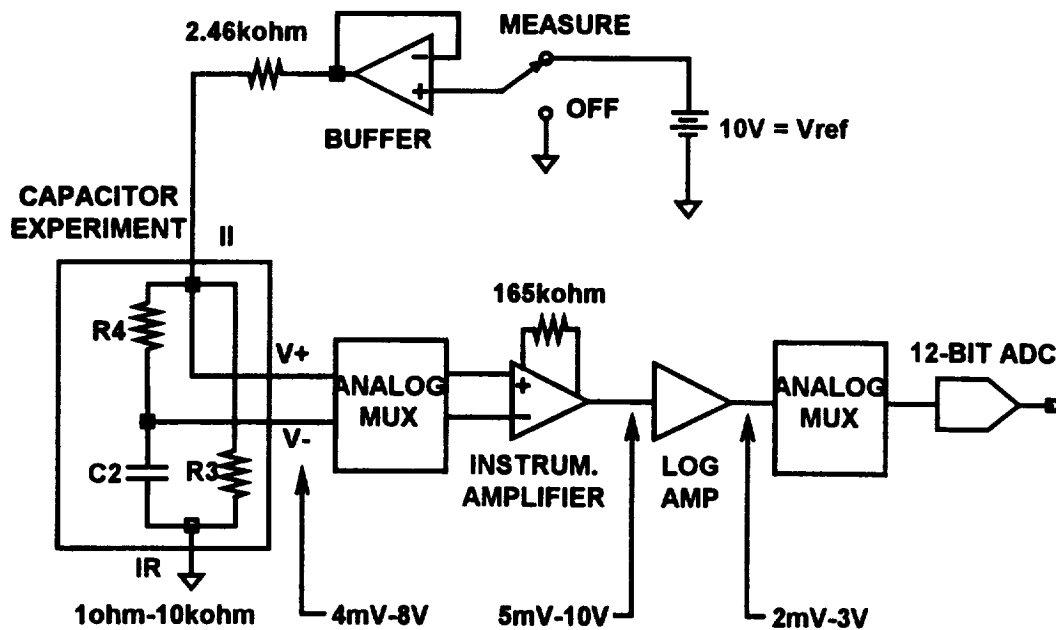 2.46kohm
MEASURE
-
+
OFF
BUFFER
10V = Vref
CAPACITOR
EXPERIMENT
II
165kohm
R4
V+
ANALOG
MUX
+
-
12-BIT ADC
ANALOG
MUX
V-
C2
R3
INSTRUM.
AMPLIFIER
LOG
AMP
IR
1ohm-10kohm
4mV-8V
5mV-10V
2mV-3V